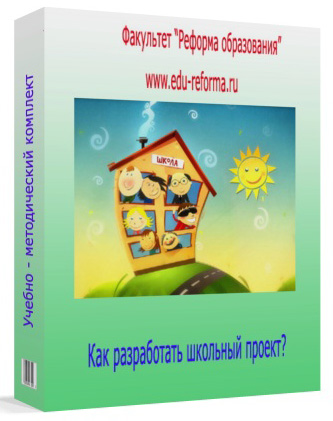 Факультет "Реформа образования"
www.edu-reforma.ru
ШКОЛА
Как разработать школьный проект?
Учебно - методический комплект